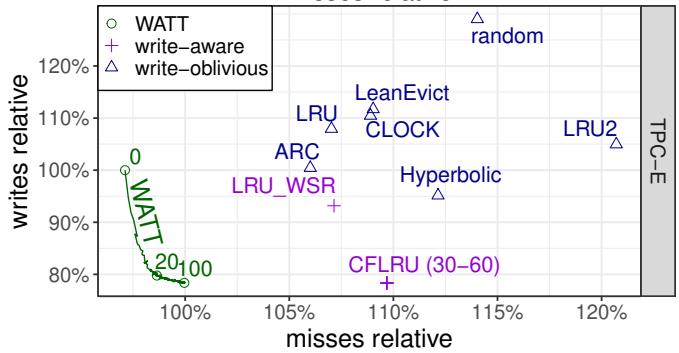 WATT
write−aware
write−oblivious
random
120%
LeanEvict
110%
LRU
CLOCK
LRU2
ARC
100%
0
Hyperbolic
LRU_WSR
WATT
90%
20
100
CFLRU (30−60)
80%
writes relative
TPC−E
100%
105%
110%
115%
120%
misses relative